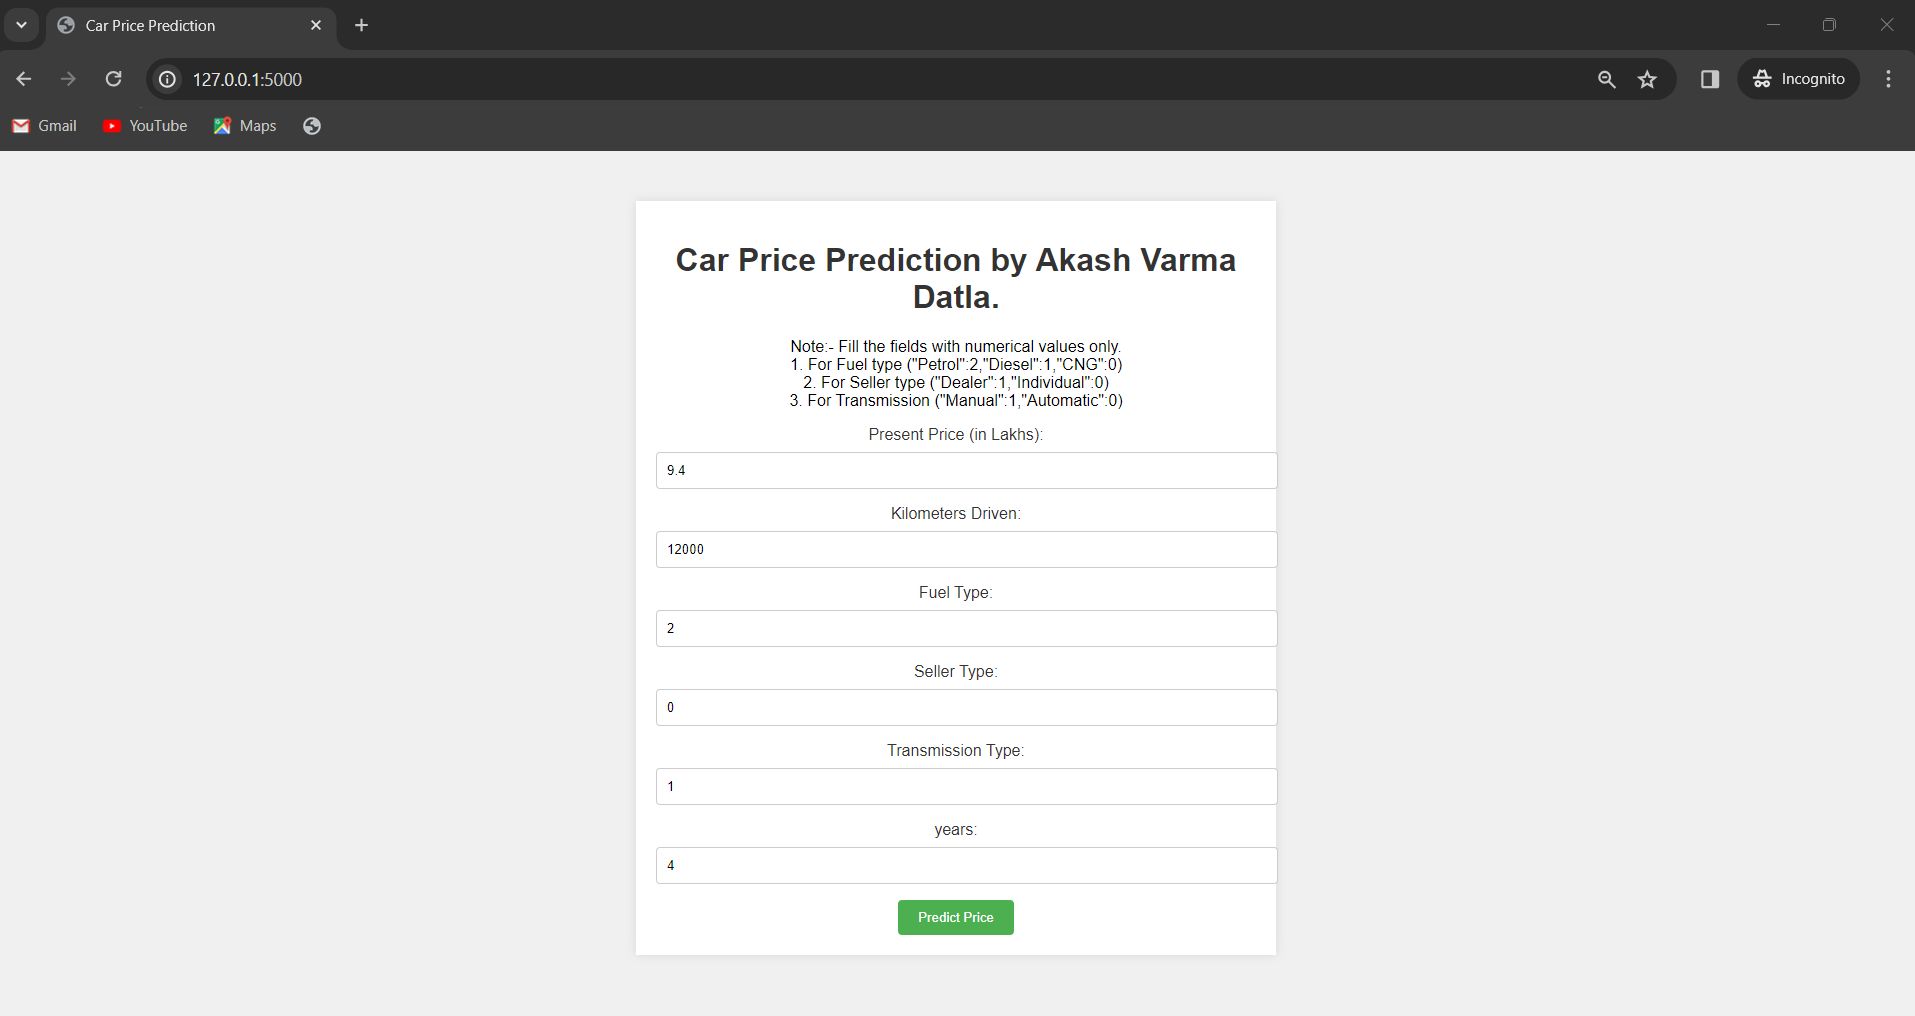 Car Price Prediction
127.0.0.1:5000
Incognito
Gmail YouTube Maps
Car Price Prediction by Akash Varma
Datla.
Note:- Fill the fields with numerical values only.
1. For Fuel type ("Petrol":2,"Diesel":1,"CNG":0)
2. For Seller type ("Dealer":1,"Individual":0)
3. For Transmission ("Manual":1,"Automatic":0)
Present Price (in Lakhs):
9.4
Kilometers Driven:
12000
Fuel Type:
2
Seller Type:
0
Transmission Type:
1
years:
4
Predict Price